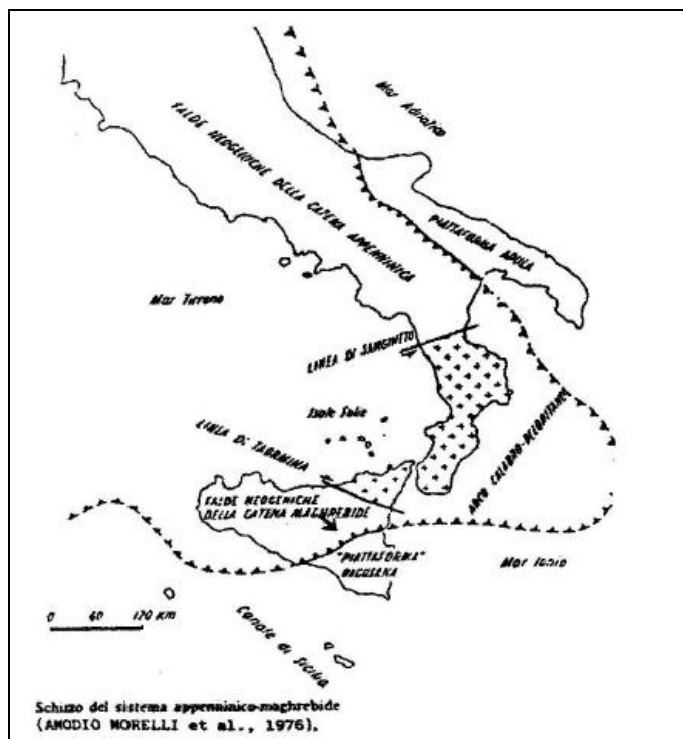 Mar Adriatico
FALDE NEOGENICHE DELLA CATENA APPENNINICA
PIATTAFORMA APULA
Mar Tirreno
LINEA DI SANGINETO
Isole Eolie
LINEA DI TAORMINA
ARCO CALABRO-PELORITANO
FALDE NEOGENICHE
DELLA CATENA MAGHREBIDE
"PIATTAFORMA"
RAGUSANA
Mar Ionio
0 60 120 KM
Canale di Sicilia
Schizzo del sistema appenninico-maghrebide
(AMODIO MORELLI et al., 1976).